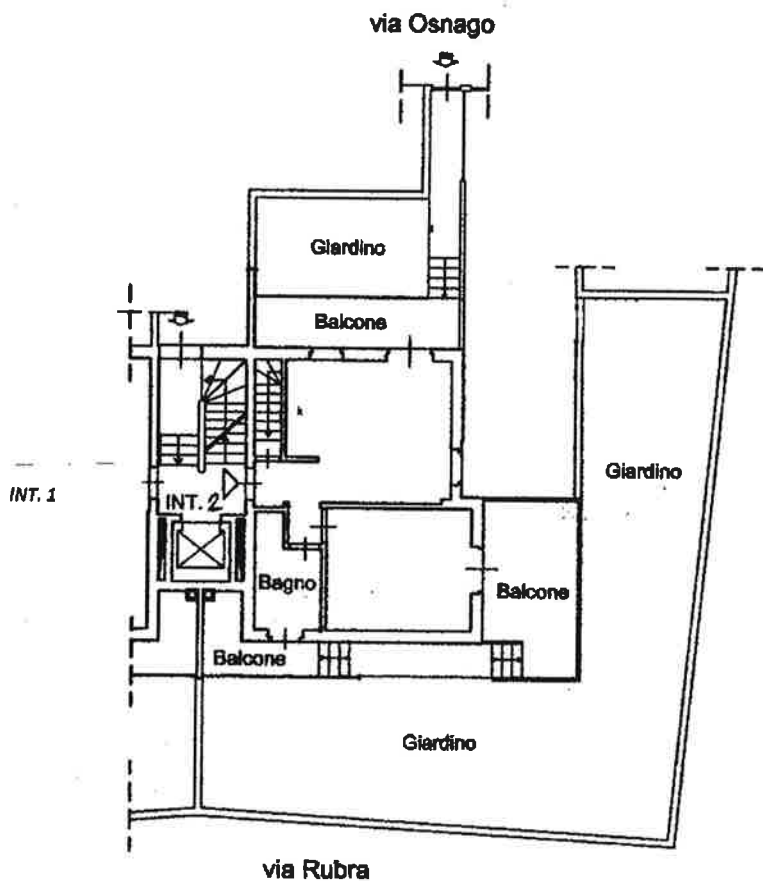 via Osnago
Giardino
Balcone
Giardino
INT. 1
INT. 2
Bagno
Balcone
Balcone
Giardino
via Rubra